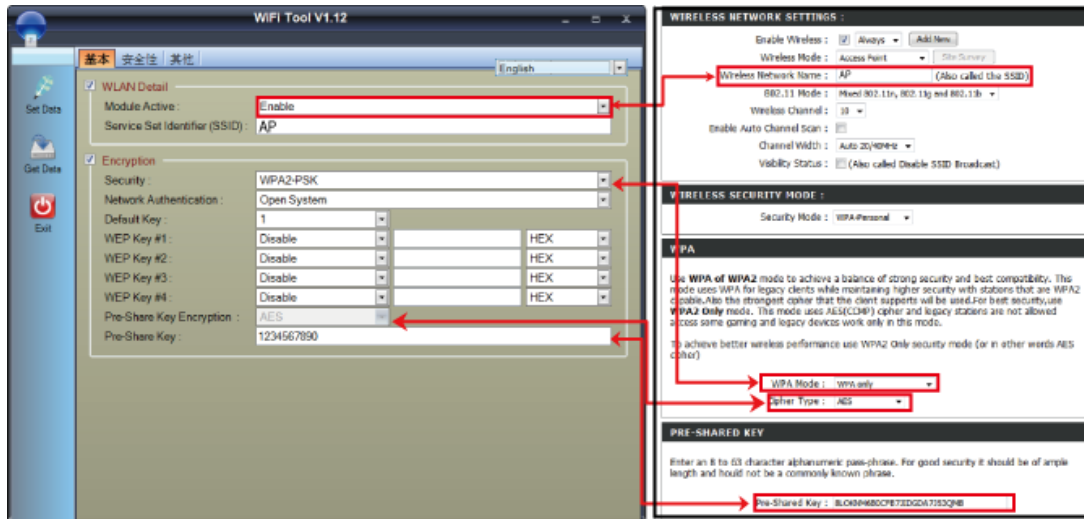 WiFi Tool V1.12
基本 安全性 其他
English
Set Data
Get Data
Exit
WLAN Detail
Module Active : Enable
Service Set Identifier (SSID) : AP
Encryption
Security : WPA2-PSK
Network Authentication : Open System
Default Key : 1
WEP Key #1 : Disable HEX
WEP Key #2 : Disable HEX
WEP Key #3 : Disable HEX
WEP Key #4 : Disable HEX
Pre-Share Key Encryption : AES
Pre-Share Key : 1234567890
WIRELESS NETWORK SETTINGS :
Enable Wireless : Always Add New
Wireless Mode : Access Point Site Survey
Wireless Network Name : AP (Also called the SSID)
802.11 Mode : Mixed 802.11n, 802.11g and 802.11b
Wireless Channel : 10
Enable Auto Channel Scan :
Channel Width : Auto 20/40MHz
Visibility Status : (Also called Disable SSID Broadcast)
WIRELESS SECURITY MODE :
Security Mode : WPA-Personal
WPA
Use WPA of WPA2 mode to achieve a balance of strong security and best compatibility. This
mode uses WPA for legacy clients while maintaining higher security with stations that are WPA2
capable.Also the strongest cipher that the client supports will be used.For best security,use
WPA2 Only mode. This mode uses AES(CCMP) cipher and legacy stations are not allowed
access some gaming and legacy devices work only in this mode.
To achieve better wireless performance use WPA2 Only security mode (or in other words AES
cipher)
WPA Mode : WPA only
Cipher Type : AES
PRE-SHARED KEY
Enter an 8 to 63 character alphanumeric pass-phrase. For good security it should be of ample
length and hould not be a commonly known phrase.
Pre-Shared Key :